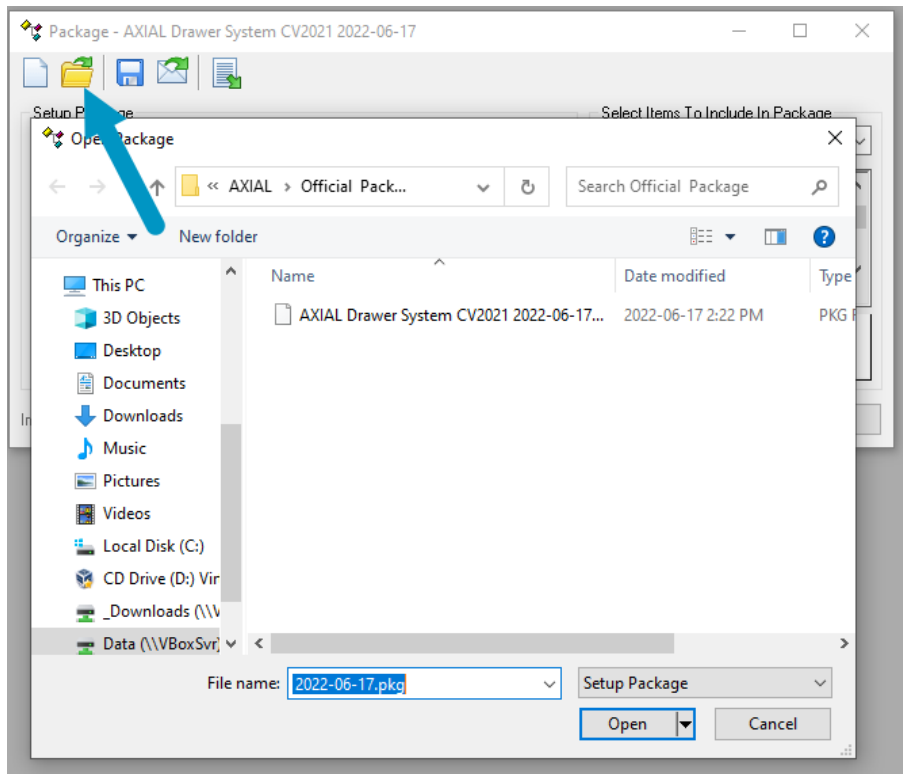 Package - AXIAL Drawer System CV2021 2022-06-17
Select Items To Include In Package
Open Package
« AXIAL > Official Pack...
Search Official Package
Organize
New folder
Name
Date modified
Type
This PC
3D Objects
Desktop
Documents
Downloads
Music
Pictures
Videos
Local Disk (C:)
CD Drive (D:) Vir
_Downloads (\\V
Data (\\VBoxSvr)
AXIAL Drawer System CV2021 2022-06-17...
2022-06-17 2:22 PM
PKG F
File name:
2022-06-17.pkg
Setup Package
Open
Cancel